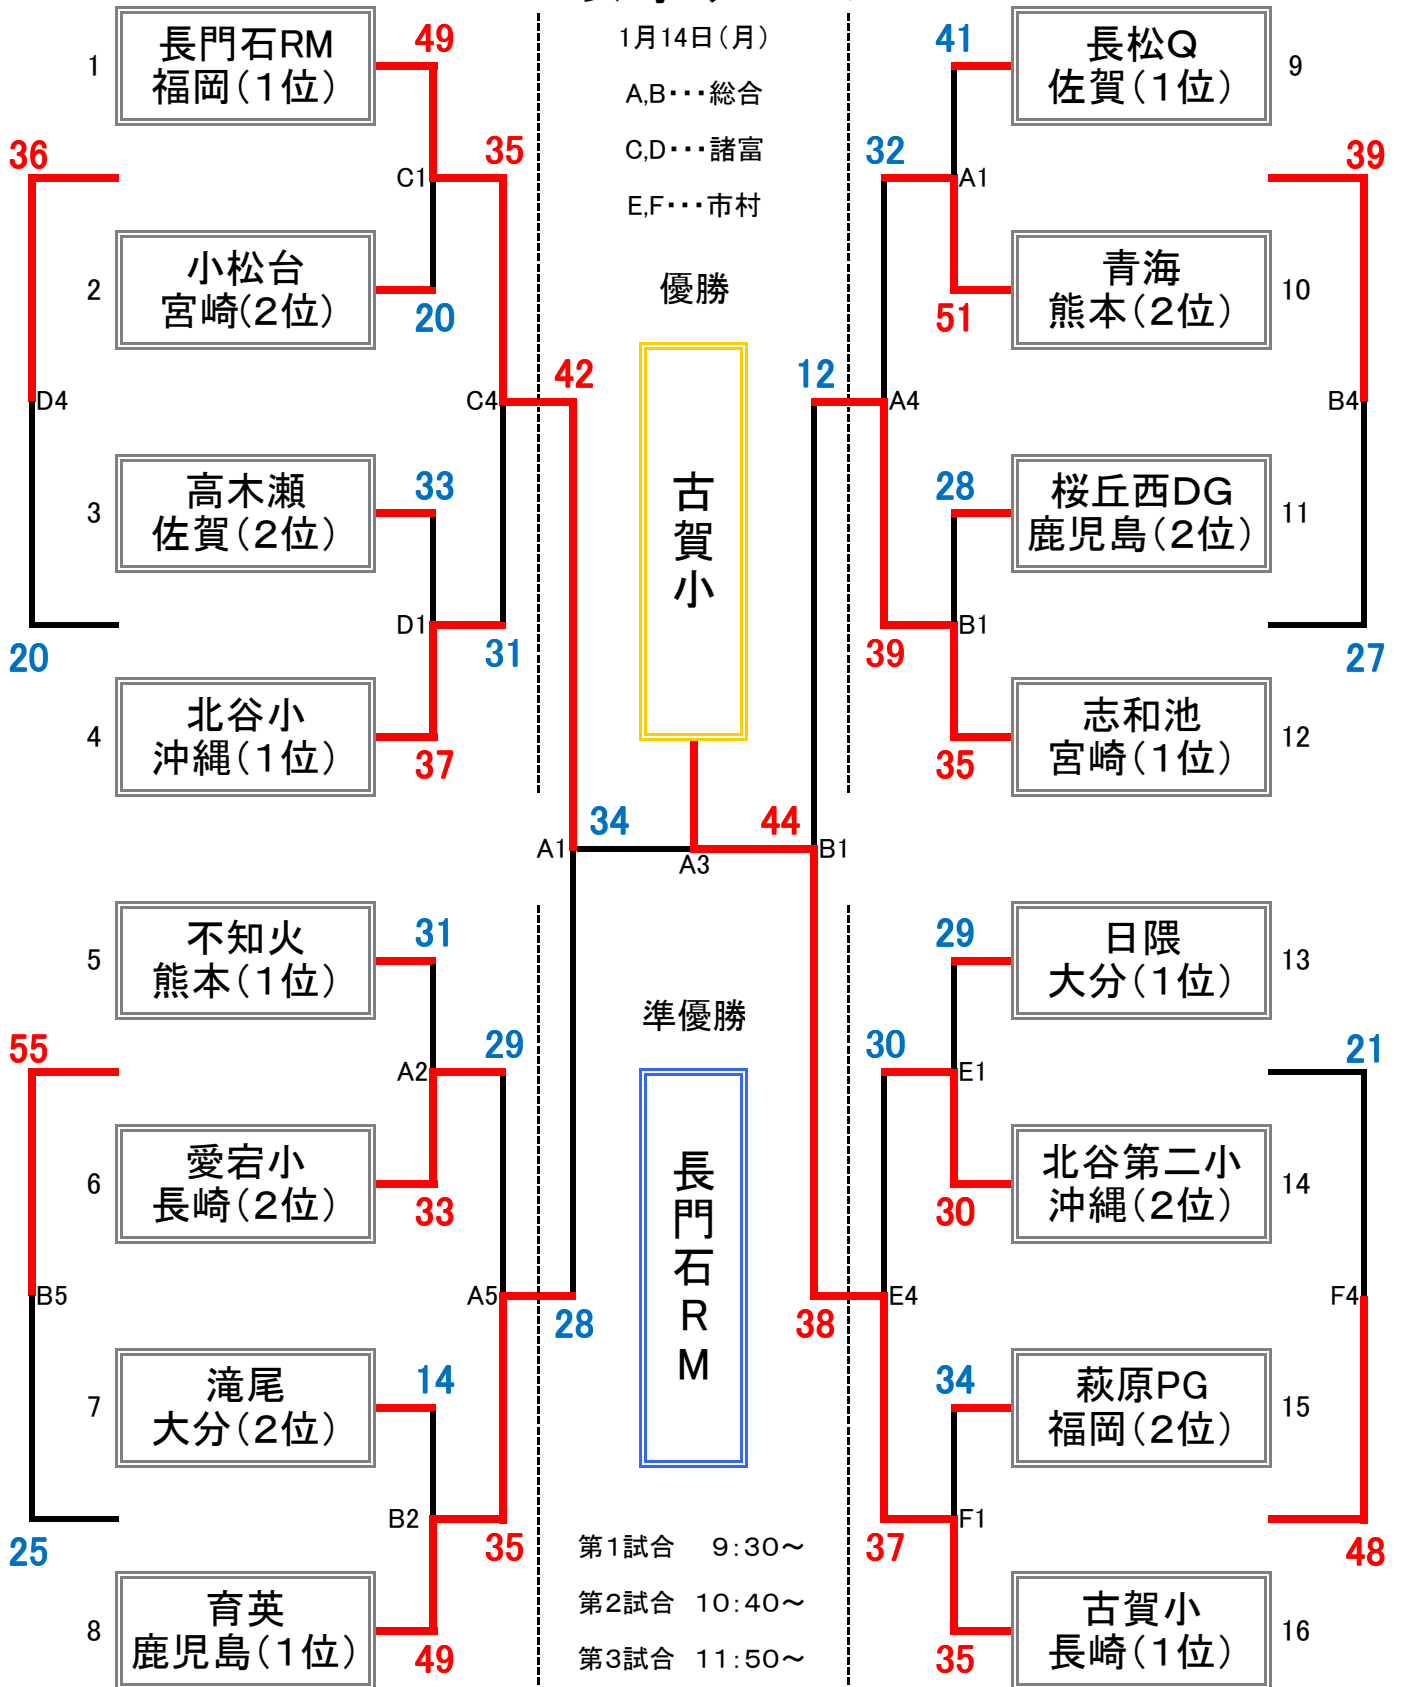 1
長門石RM
福岡(1位)
49
36
C1
35
2
小松台
宮崎(2位)
20
D4
C4
42
3
高木瀬
佐賀(2位)
33
20
D1
31
4
北谷小
沖縄(1位)
37
A1
34
5
不知火
熊本(1位)
31
55
A2
29
6
愛宕小
長崎(2位)
33
B5
A5
28
7
滝尾
大分(2位)
14
25
B2
35
8
育英
鹿児島(1位)
49
1月14日(月)
A,B・・・総合
C,D・・・諸富
E,F・・・市村
優勝
古賀小
A3
準優勝
長門石RM
第1試合 9:30~
第2試合 10:40~
第3試合 11:50~
41
長松Q
佐賀(1位)
9
32
A1
39
51
青海
熊本(2位)
10
12
A4
B4
28
桜丘西DG
鹿児島(2位)
11
39
B1
27
35
志和池
宮崎(1位)
12
44
B1
29
日隈
大分(1位)
13
30
E1
21
30
北谷第二小
沖縄(2位)
14
38
E4
F4
34
萩原PG
福岡(2位)
15
37
F1
48
35
古賀小
長崎(1位)
16